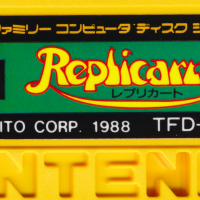 ファミリー コンピュータ ディスク シ
Replicart
レプリカート
ITO CORP. 1988 TFD-
NTEN